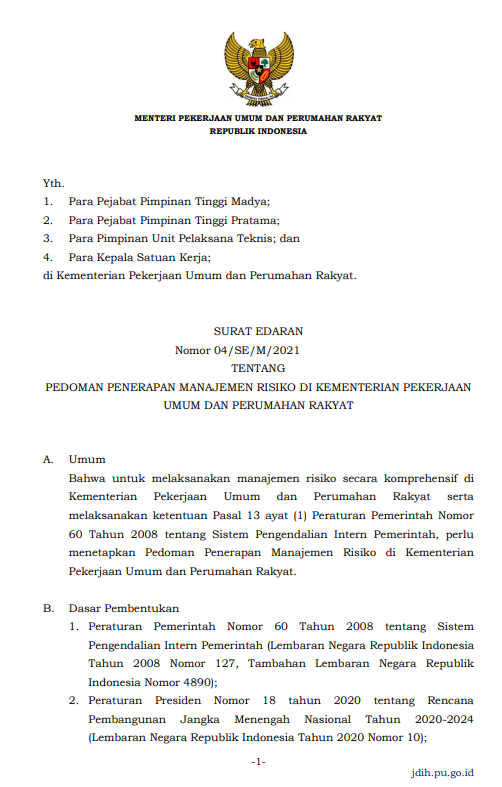 MENTERI PEKERJAAN UMUM DAN PERUMAHAN RAKYAT
REPUBLIK INDONESIA
Yth.
1. Para Pejabat Pimpinan Tinggi Madya;
2. Para Pejabat Pimpinan Tinggi Pratama;
3. Para Pimpinan Unit Pelaksana Teknis; dan
4. Para Kepala Satuan Kerja;
di Kementerian Pekerjaan Umum dan Perumahan Rakyat.
SURAT EDARAN
Nomor 04/SE/M/2021
TENTANG
PEDOMAN PENERAPAN MANAJEMEN RISIKO DI KEMENTERIAN PEKERJAAN
UMUM DAN PERUMAHAN RAKYAT
A. Umum
Bahwa untuk melaksanakan manajemen risiko secara komprehensif di
Kementerian Pekerjaan Umum dan Perumahan Rakyat serta
melaksanakan ketentuan Pasal 13 ayat (1) Peraturan Pemerintah Nomor
60 Tahun 2008 tentang Sistem Pengendalian Intern Pemerintah, perlu
menetapkan Pedoman Penerapan Manajemen Risiko di Kementerian
Pekerjaan Umum dan Perumahan Rakyat.
B. Dasar Pembentukan
1. Peraturan Pemerintah Nomor 60 Tahun 2008 tentang Sistem
Pengendalian Intern Pemerintah (Lembaran Negara Republik Indonesia
Tahun 2008 Nomor 127, Tambahan Lembaran Negara Republik
Indonesia Nomor 4890);
2. Peraturan Presiden Nomor 18 tahun 2020 tentang Rencana
Pembangunan Jangka Menengah Nasional Tahun 2020-2024
(Lembaran Negara Republik Indonesia Tahun 2020 Nomor 10);
-1-
jdih.pu.go.id